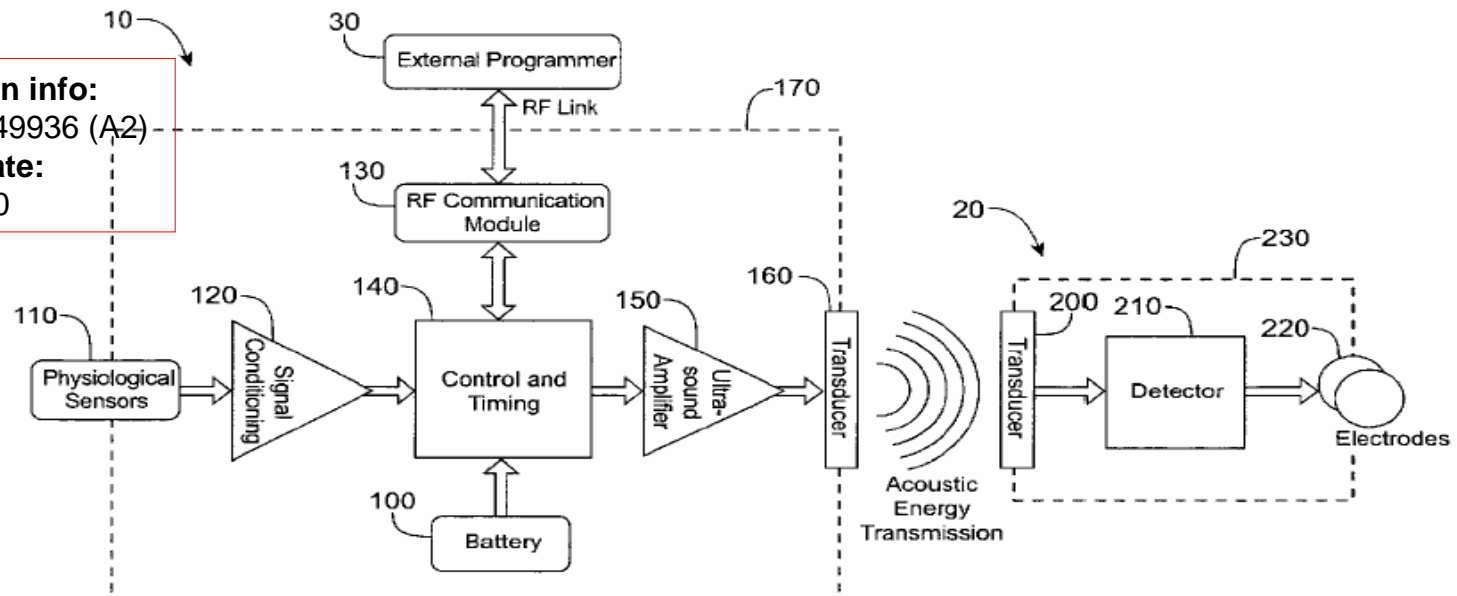 10
30
External Programmer
RF Link
170
n info:
49936 (A2)
ate:
0
130
RF Communication
Module
20
230
110
Physiological
Sensors
120
Signal
Conditioning
140
Control and
Timing
150
Ultra-
sound
Amplifier
160
Transducer
Acoustic
Energy
Transmission
200
Transducer
210
Detector
220
Electrodes
100
Battery